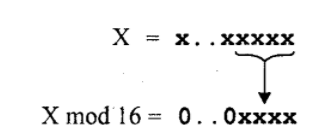 X = x..xxxxx
X mod 16 = 0..0xxxx